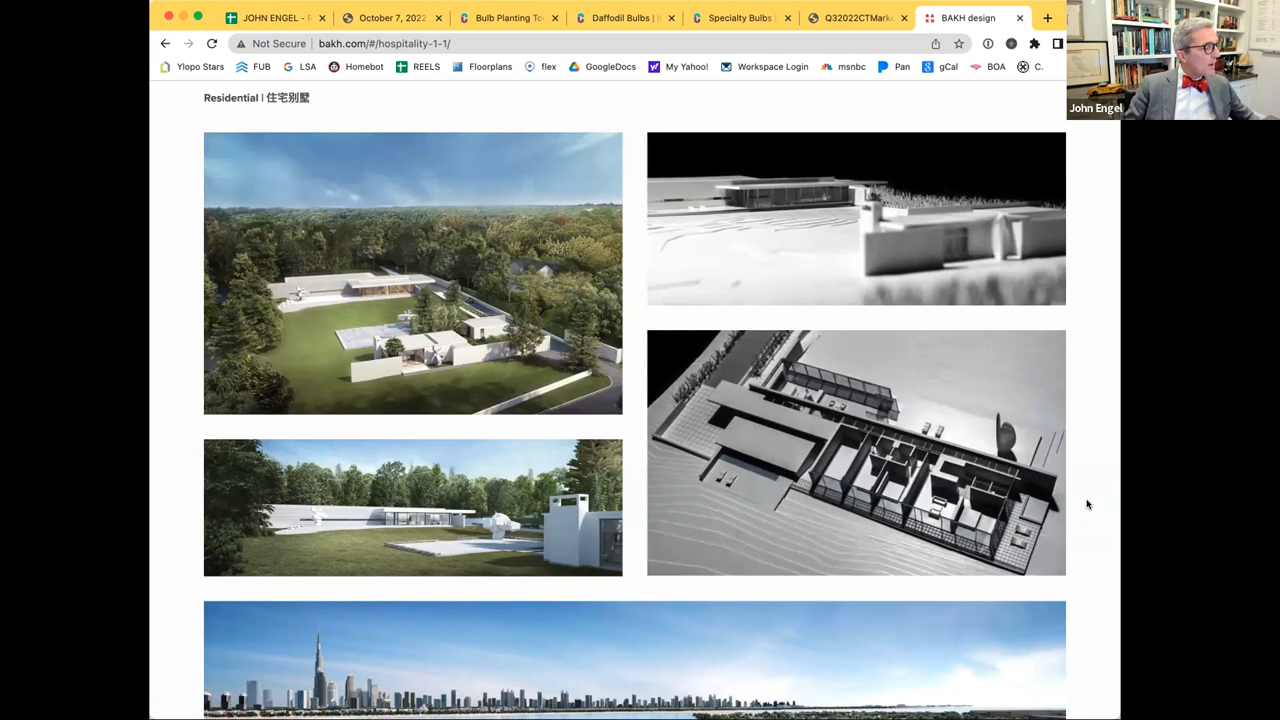 JOHN ENGEL - R
October 7, 2022
Bulb Planting To
Daffodil Bulbs |
Specialty Bulbs |
Q32022CTMark
BAKH design
Not Secure | bakh.com/#/hospitality-1-1/
Ylopo Stars FUB LSA Homebot REELS Floorplans flex GoogleDocs My Yahoo! Workspace Login msnbc Pan gCal BOA C.
John Engel
Residential | 住宅别墅